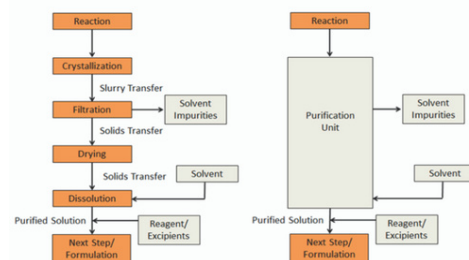 Reaction
Crystallization
Slurry Transfer
Filtration
Solvent
Impurities
Solids Transfer
Drying
Solids Transfer
Solvent
Dissolution
Purified Solution
Reagent/
Excipients
Next Step/
Formulation
Reaction
Purification
Unit
Solvent
Impurities
Solvent
Purified Solution
Reagent/
Excipients
Next Step/
Formulation